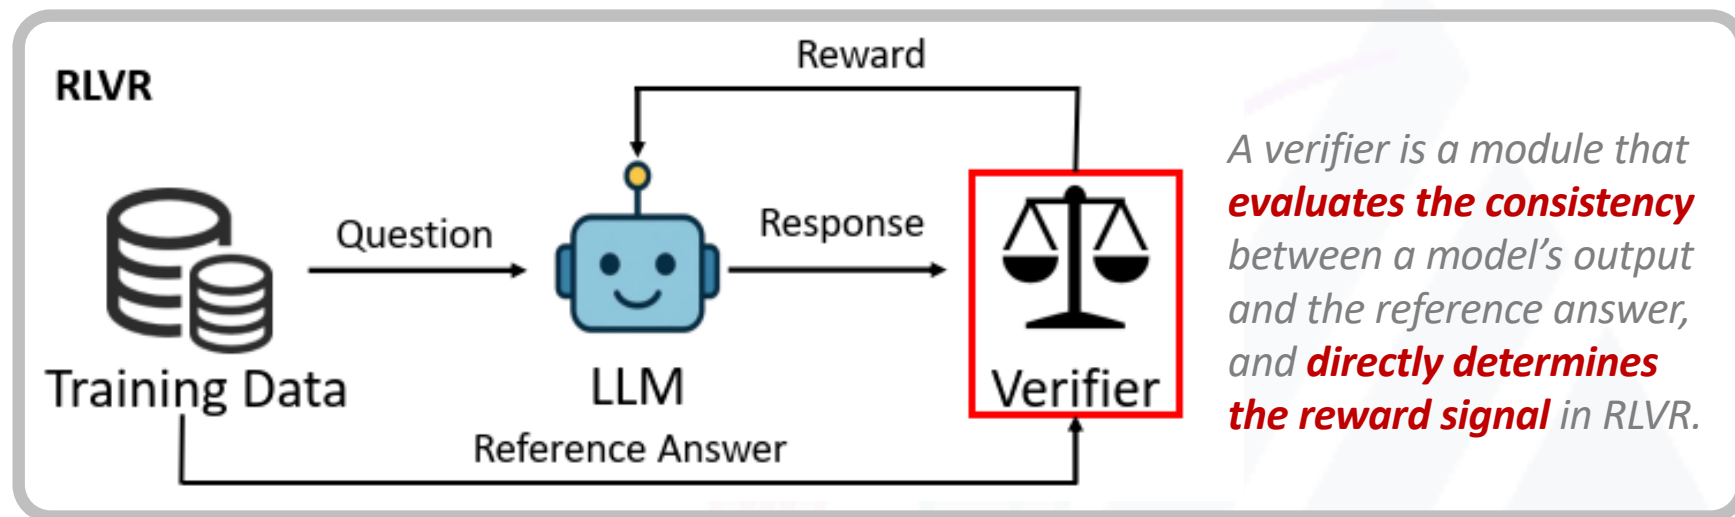 RLVR
Reward
Question
Response
Training Data
LLM
Verifier
Reference Answer
A verifier is a module that
evaluates the consistency
between a model’s output
and the reference answer,
and directly determines
the reward signal in RLVR.